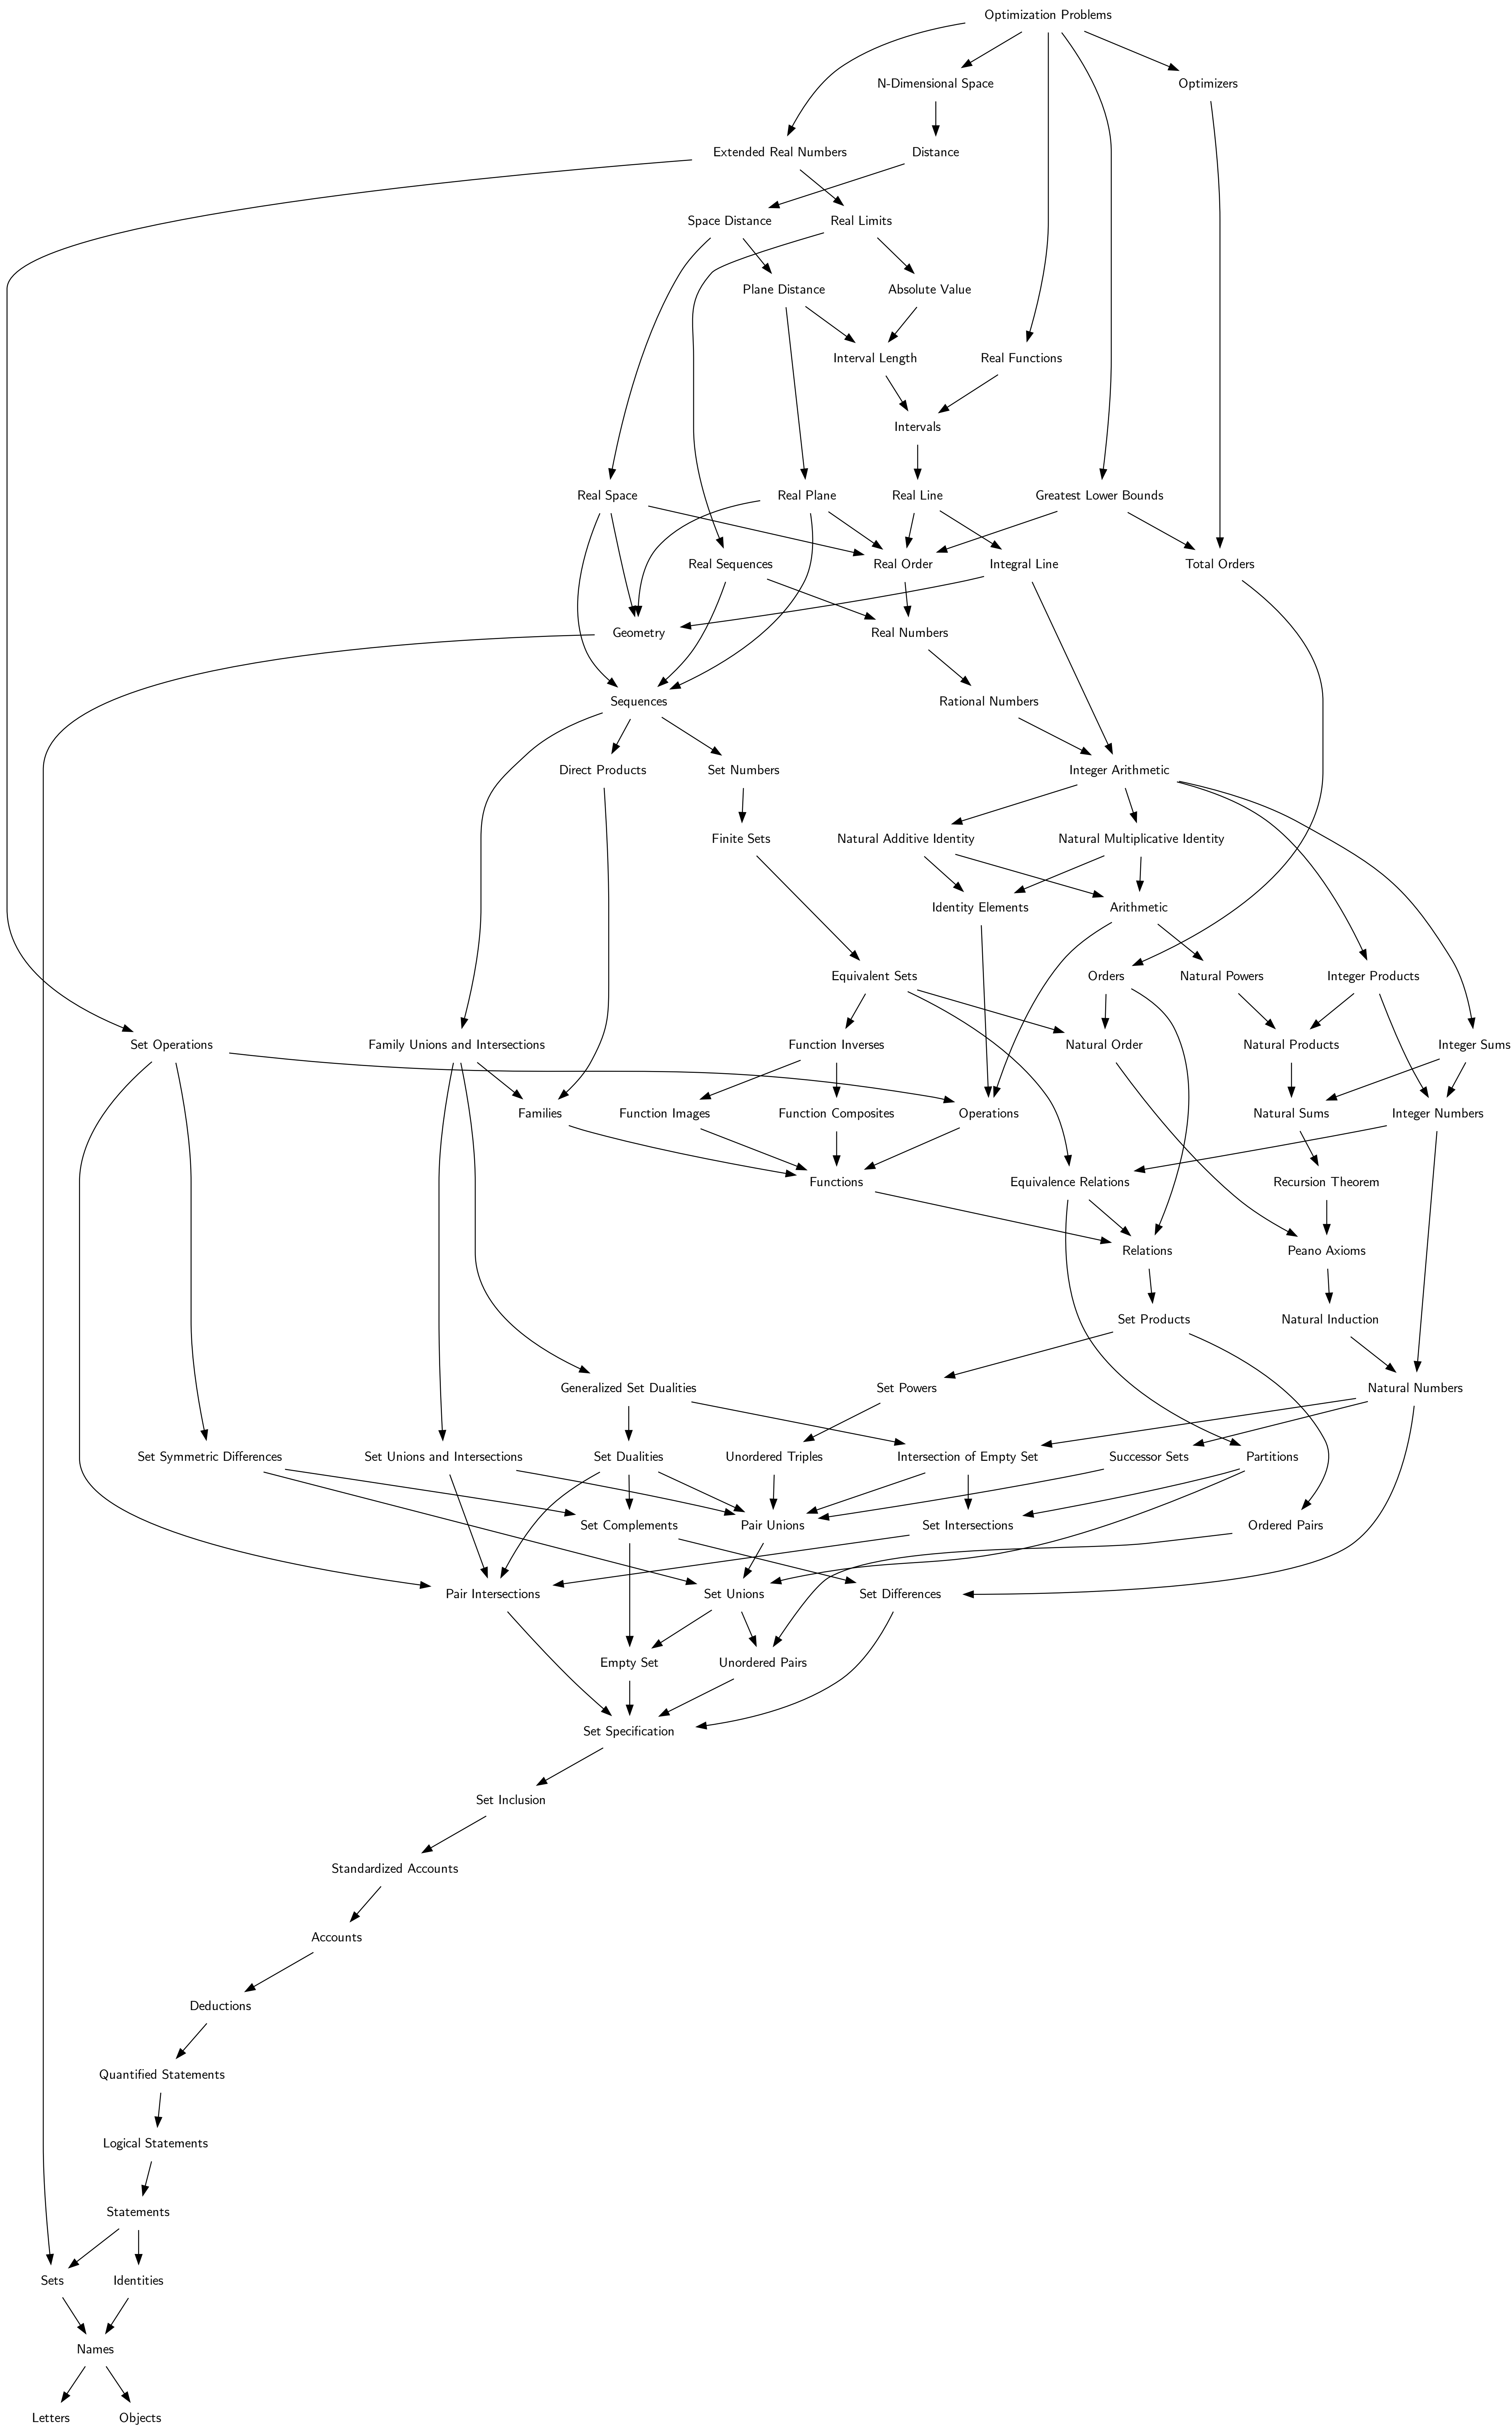 Optimization Problems
N-Dimensional Space
Optimizers
Extended Real Numbers
Distance
Space Distance
Real Limits
Plane Distance
Absolute Value
Interval Length
Real Functions
Intervals
Real Space
Real Plane
Real Line
Greatest Lower Bounds
Real Sequences
Real Order
Integral Line
Total Orders
Geometry
Real Numbers
Sequences
Rational Numbers
Direct Products
Set Numbers
Integer Arithmetic
Finite Sets
Natural Additive Identity
Natural Multiplicative Identity
Identity Elements
Arithmetic
Equivalent Sets
Orders
Natural Powers
Integer Products
Set Operations
Family Unions and Intersections
Function Inverses
Natural Order
Natural Products
Integer Sums
Families
Function Images
Function Composites
Operations
Natural Sums
Integer Numbers
Functions
Equivalence Relations
Recursion Theorem
Relations
Peano Axioms
Set Products
Natural Induction
Generalized Set Dualities
Set Powers
Natural Numbers
Set Symmetric Differences
Set Unions and Intersections
Set Dualities
Unordered Triples
Intersection of Empty Set
Successor Sets
Partitions
Set Complements
Pair Unions
Set Intersections
Ordered Pairs
Pair Intersections
Set Unions
Set Differences
Empty Set
Unordered Pairs
Set Specification
Set Inclusion
Standardized Accounts
Accounts
Deductions
Quantified Statements
Logical Statements
Statements
Sets
Identities
Names
Letters
Objects